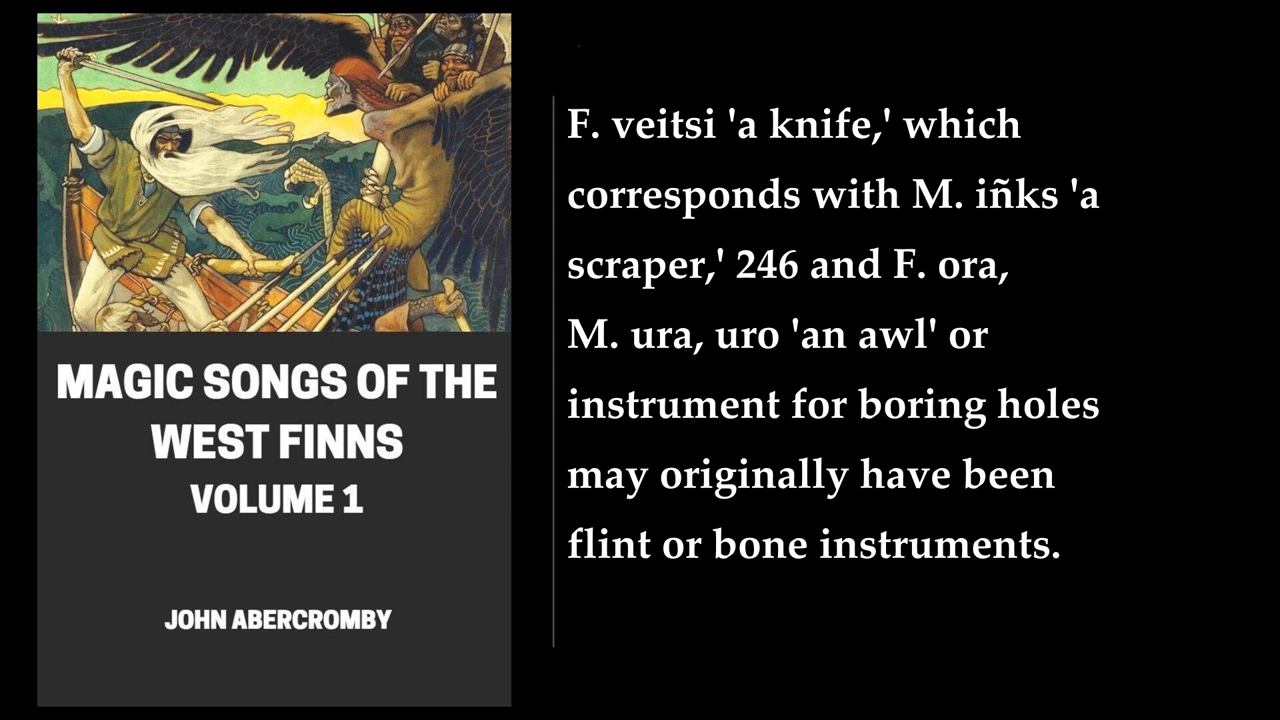 MAGIC SONGS OF THE
WEST FINNS
VOLUME 1
JOHN ABERCROMBY
F. veitsi 'a knife,' which
corresponds with M. iñks 'a
scraper,' 246 and F. ora,
M. ura, uro 'an awl' or
instrument for boring holes
may originally have been
flint or bone instruments.